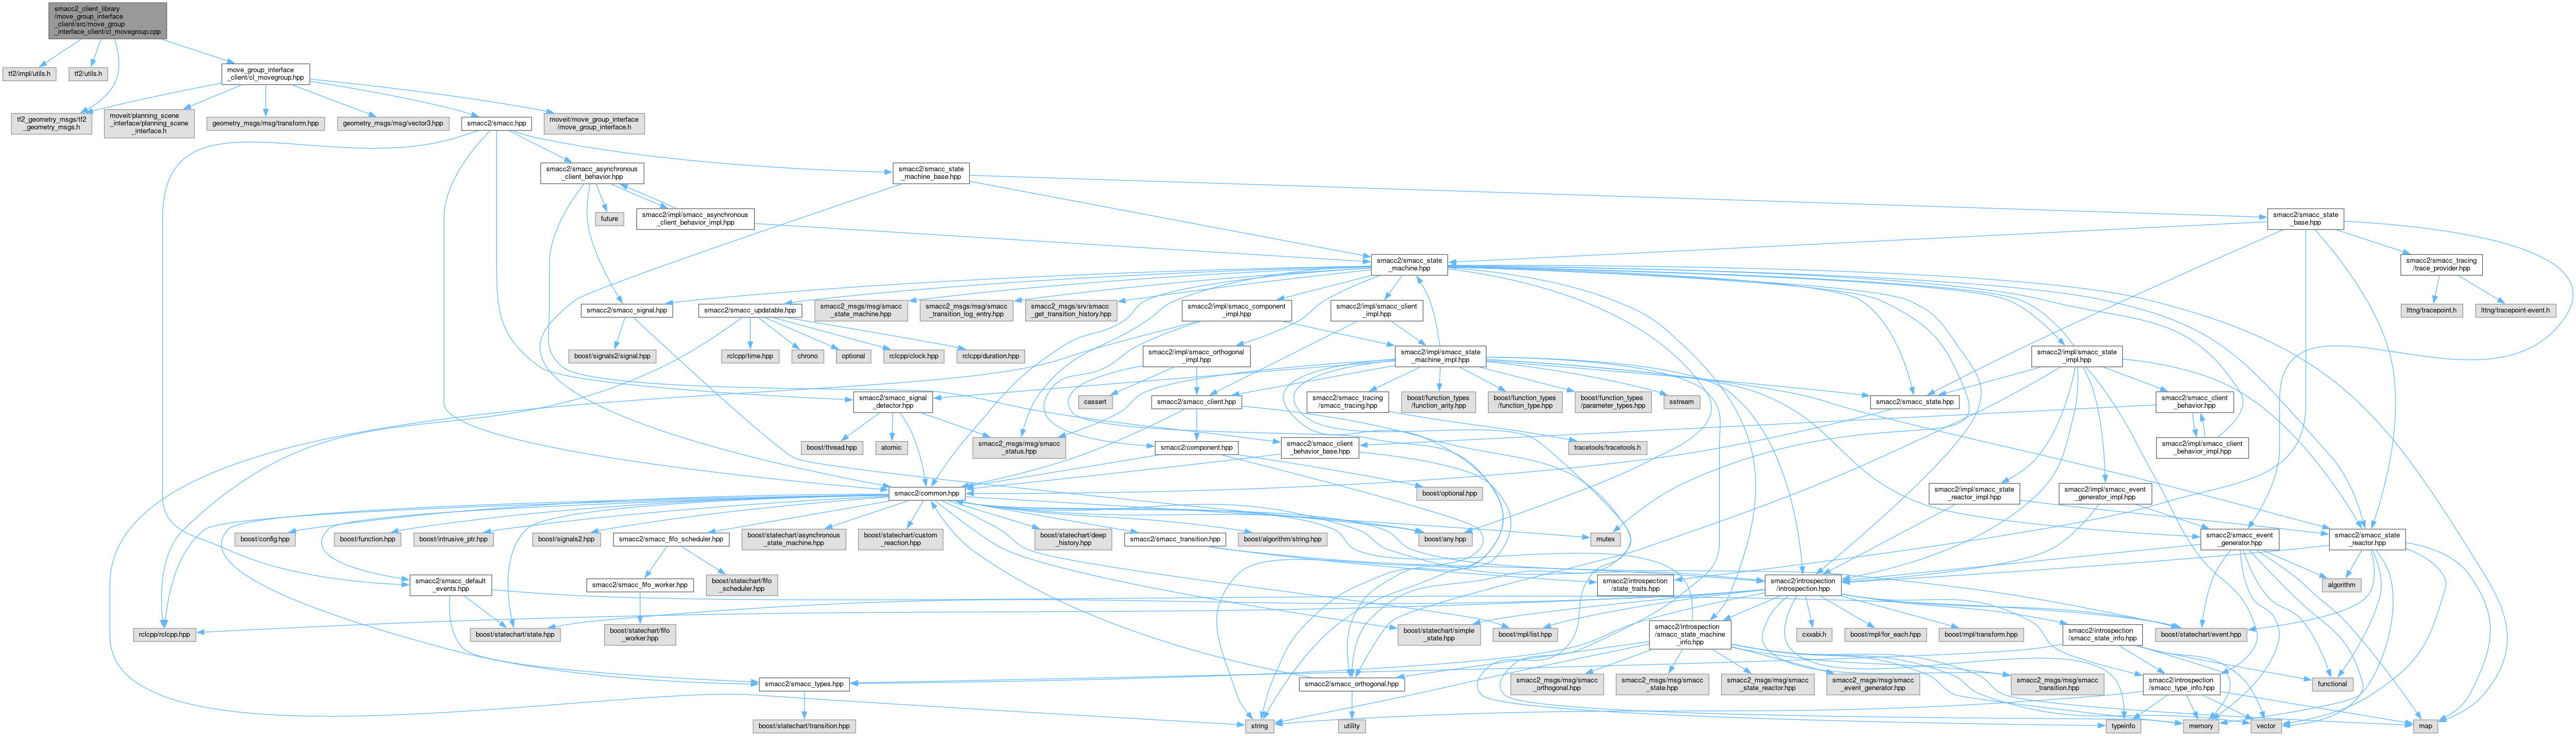 smacc2_client_library
/move_group_interface
_client/src/move_group
_interface_client/cl_movegroup.cpp
tf2/impl/utils.h
tf2/utils.h
move_group_interface
_client/cl_movegroup.hpp
tf2_geometry_msgs/tf2
_geometry_msgs.h
moveit/planning_scene
_interface/planning_scene
_interface.h
geometry_msgs/msg/transform.hpp
geometry_msgs/msg/vector3.hpp
smacc2/smacc.hpp
moveit/move_group_interface
/move_group_interface.h
smacc2/smacc_asynchronous
_client_behavior.hpp
smacc2/smacc_state
_machine_base.hpp
future
smacc2/impl/smacc_asynchronous
_client_behavior_impl.hpp
smacc2/smacc_state
_base.hpp
smacc2/smacc_state
_machine.hpp
smacc2/smacc_tracing
/trace_provider.hpp
smacc2/smacc_signal.hpp
smacc2/smacc_updatable.hpp
smacc2_msgs/msg/smacc
_state_machine.hpp
smacc2_msgs/msg/smacc
_transition_log_entry.hpp
smacc2_msgs/srv/smacc
_get_transition_history.hpp
smacc2/impl/smacc_component
_impl.hpp
smacc2/impl/smacc_client
_impl.hpp
lttng/tracepoint.h
lttng/tracepoint-event.h
boost/signals2/signal.hpp
rclcpp/time.hpp
chrono
optional
rclcpp/clock.hpp
rclcpp/duration.hpp
smacc2/impl/smacc_orthogonal
_impl.hpp
smacc2/impl/smacc_state
_machine_impl.hpp
smacc2/impl/smacc_state
_impl.hpp
smacc2/smacc_signal
_detector.hpp
cassert
smacc2/smacc_client.hpp
smacc2/smacc_tracing
/smacc_tracing.hpp
boost/function_types
/function_arity.hpp
boost/function_types
/function_type.hpp
boost/function_types
/parameter_types.hpp
sstream
smacc2/smacc_state.hpp
smacc2/smacc_client
_behavior.hpp
boost/thread.hpp
atomic
smacc2_msgs/msg/smacc
_status.hpp
smacc2/component.hpp
smacc2/smacc_client
_behavior_base.hpp
tracetools/tracetools.h
smacc2/impl/smacc_client
_behavior_impl.hpp
smacc2/common.hpp
boost/optional.hpp
smacc2/impl/smacc_state
_reactor_impl.hpp
smacc2/impl/smacc_event
_generator_impl.hpp
boost/config.hpp
boost/function.hpp
boost/intrusive_ptr.hpp
boost/signals2.hpp
smacc2/smacc_fifo_scheduler.hpp
boost/statechart/asynchronous
_state_machine.hpp
boost/statechart/custom
_reaction.hpp
boost/statechart/deep
_history.hpp
smacc2/smacc_transition.hpp
boost/algorithm/string.hpp
boost/any.hpp
mutex
smacc2/smacc_event
_generator.hpp
smacc2/smacc_state
_reactor.hpp
smacc2/smacc_default
_events.hpp
smacc2/smacc_fifo_worker.hpp
boost/statechart/fifo
_scheduler.hpp
smacc2/introspection
/state_traits.hpp
smacc2/introspection
/introspection.hpp
algorithm
rclcpp/rclcpp.hpp
boost/statechart/state.hpp
boost/statechart/fifo
_worker.hpp
boost/statechart/simple
_state.hpp
boost/mpl/list.hpp
smacc2/introspection
/smacc_state_machine
_info.hpp
cxxabi.h
boost/mpl/for_each.hpp
boost/mpl/transform.hpp
smacc2/introspection
/smacc_state_info.hpp
boost/statechart/event.hpp
smacc2/smacc_types.hpp
smacc2/smacc_orthogonal.hpp
smacc2_msgs/msg/smacc
_orthogonal.hpp
smacc2_msgs/msg/smacc
_state.hpp
smacc2_msgs/msg/smacc
_state_reactor.hpp
smacc2_msgs/msg/smacc
_event_generator.hpp
smacc2_msgs/msg/smacc
_transition.hpp
smacc2/introspection
/smacc_type_info.hpp
functional
boost/statechart/transition.hpp
string
utility
typeinfo
memory
vector
map